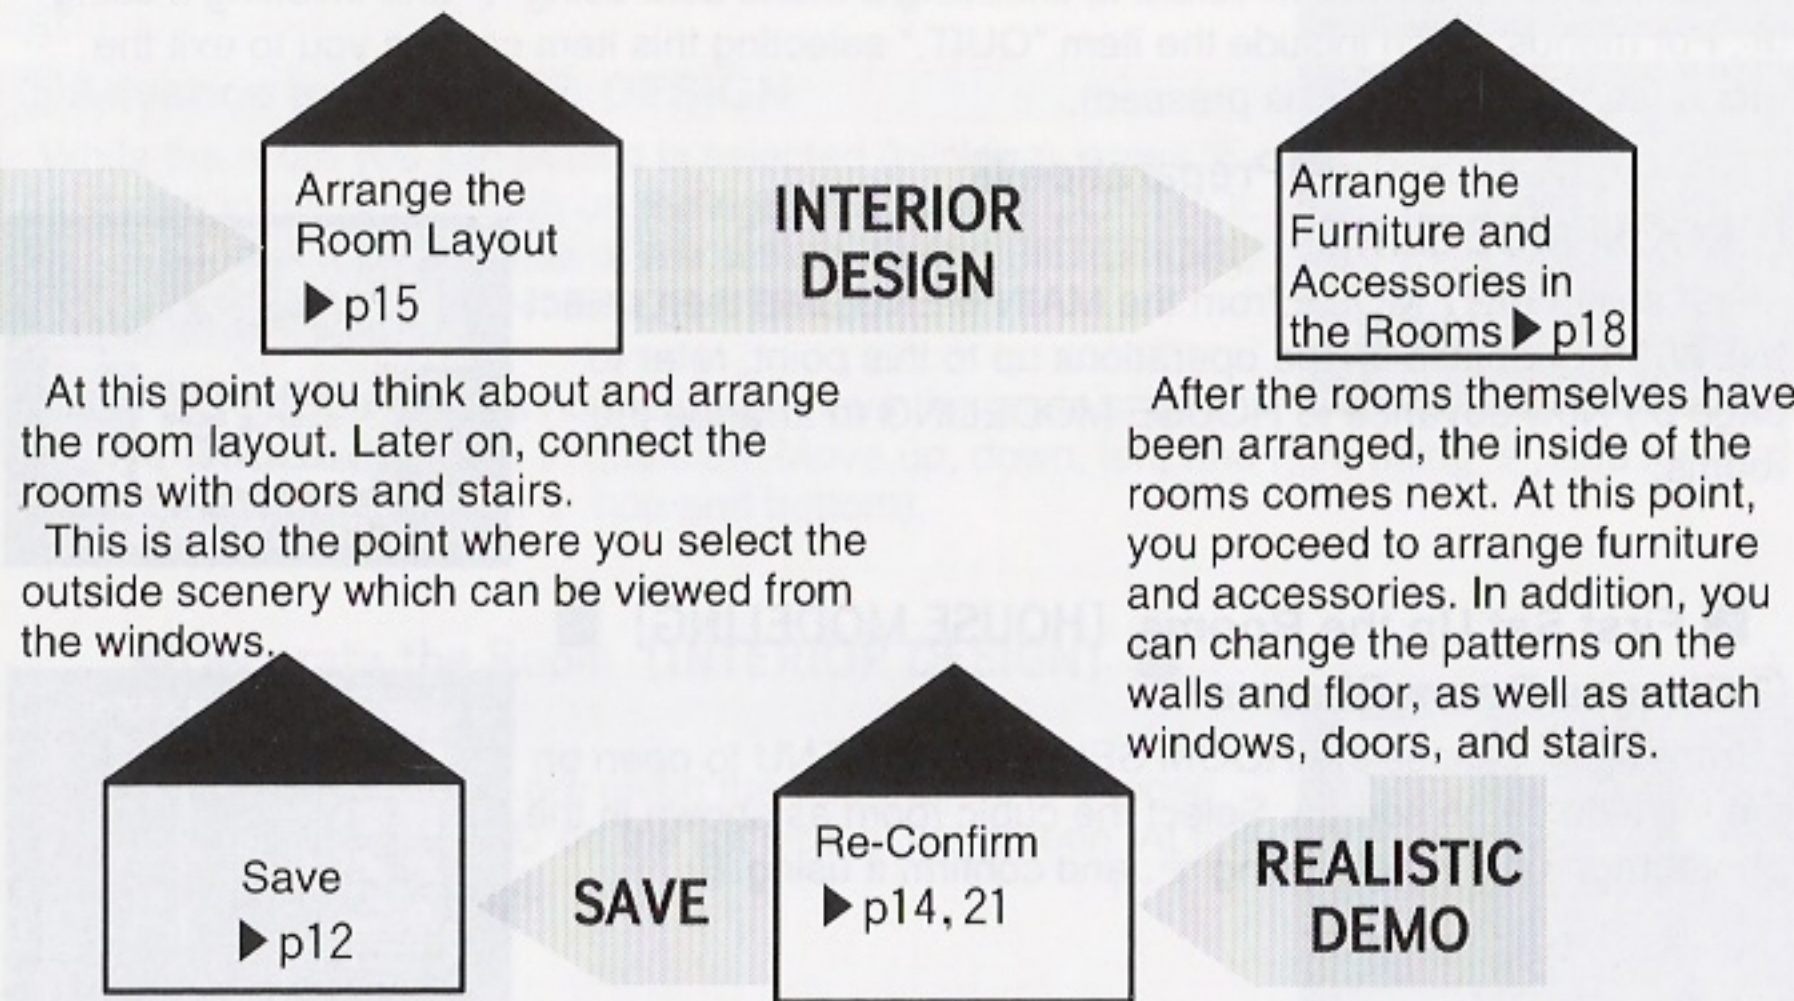 Arrange the
Room Layout
▶ p15
INTERIOR
DESIGN
Arrange the
Furniture and
Accessories in
the Rooms ▶ p18
At this point you think about and arrange
the room layout. Later on, connect the
rooms with doors and stairs.
This is also the point where you select the
outside scenery which can be viewed from
the windows.
After the rooms themselves have
been arranged, the inside of the
rooms comes next. At this point,
you proceed to arrange furniture
and accessories. In addition, you
can change the patterns on the
walls and floor, as well as attach
windows, doors, and stairs.
REALISTIC
DEMO
Re-Confirm
▶ p14, 21
SAVE
Save
▶ p12